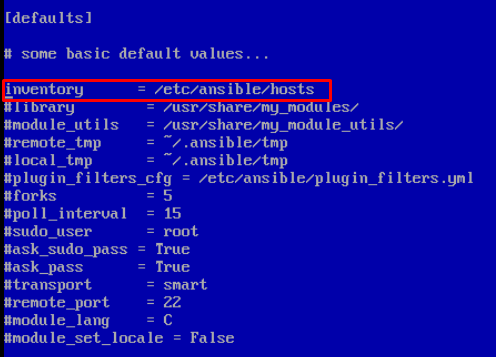 [defaults]
# some basic default values...
inventory      = /etc/ansible/hosts
#library        = /usr/share/my_modules/
#module_utils   = /usr/share/my_module_utils/
#remote_tmp     = ~/.ansible/tmp
#local_tmp      = ~/.ansible/tmp
#plugin_filters_cfg = /etc/ansible/plugin_filters.yml
#forks          = 5
#poll_interval  = 15
#sudo_user      = root
#ask_sudo_pass = True
#ask_pass      = True
#transport      = smart
#remote_port    = 22
#module_lang    = C
#module_set_locale = False